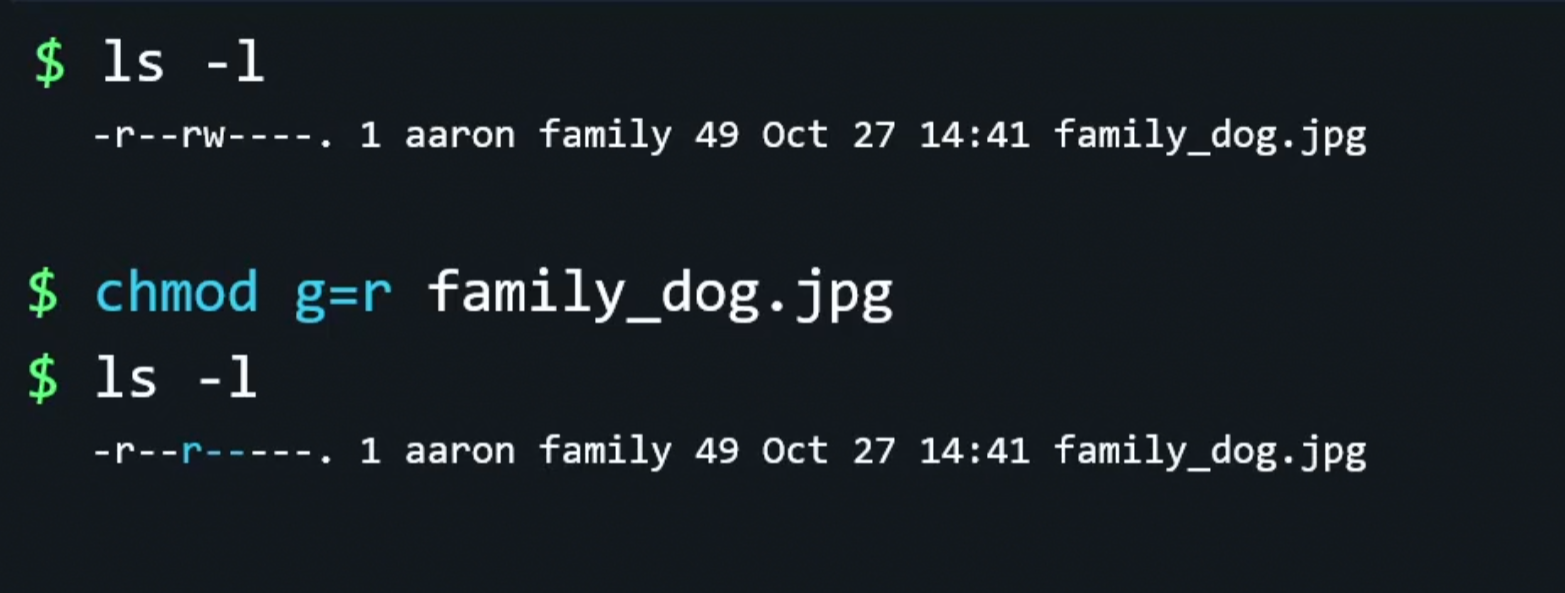 $ ls -l
-r--rw----. 1 aaron family 49 Oct 27 14:41 family_dog.jpg
$ chmod g=r family_dog.jpg
$ ls -l
-r--r-----. 1 aaron family 49 Oct 27 14:41 family_dog.jpg